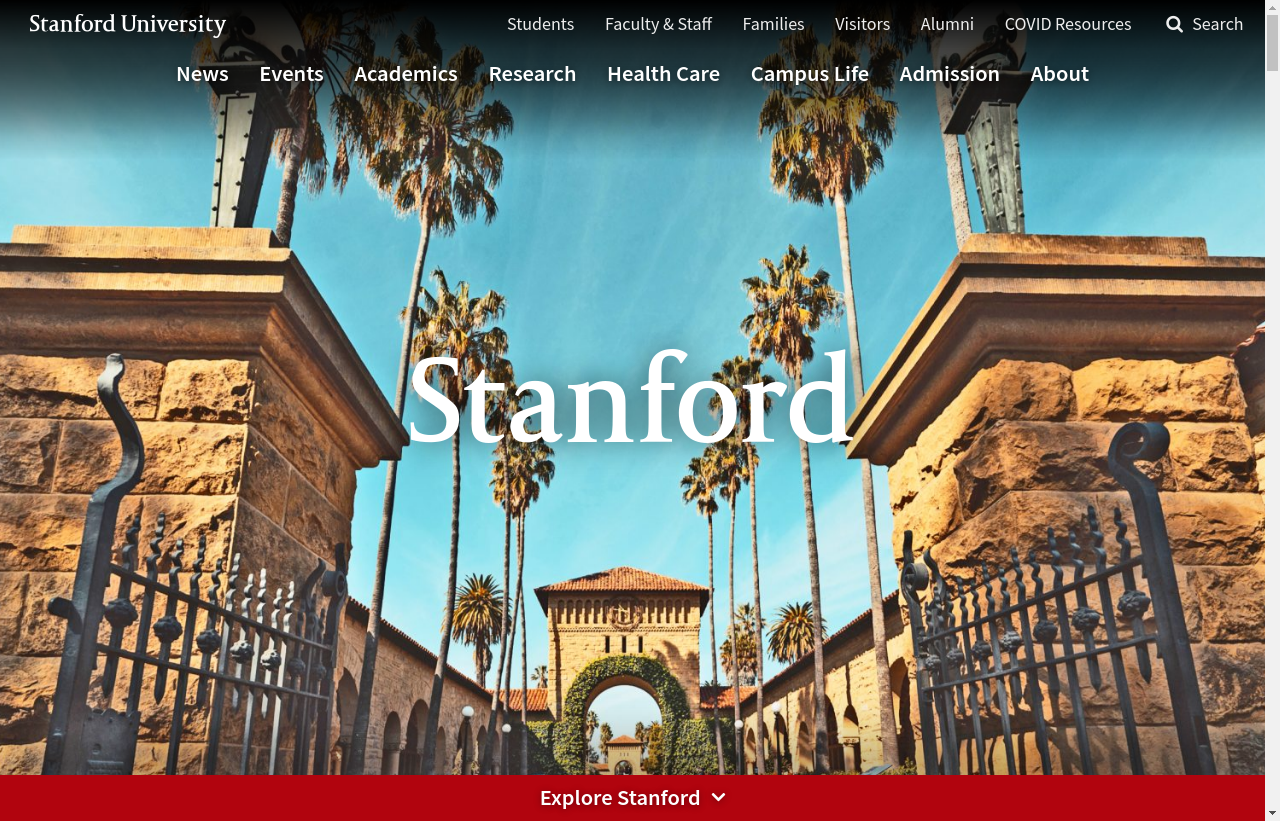 Stanford University
Students Faculty & Staff Families Visitors Alumni COVID Resources Search
News Events Academics Research Health Care Campus Life Admission About
Stanford
Explore Stanford